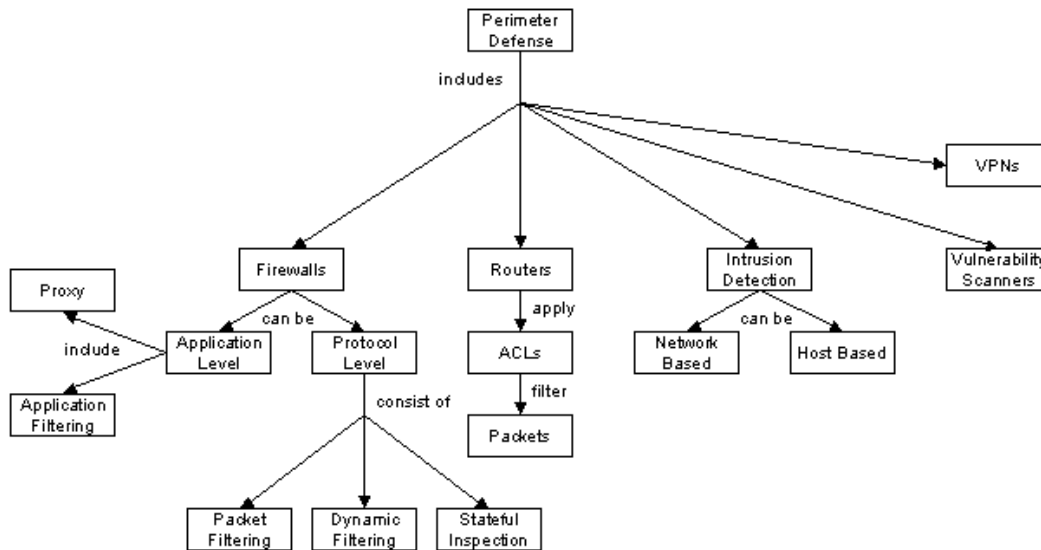 Perimeter
Defense
includes
VPNs
Firewalls
Routers
Intrusion
Detection
Vulnerability
Scanners
Proxy
can be
apply
can be
include
Application
Level
Protocol
Level
ACLs
Network
Based
Host Based
Application
Filtering
consist of
filter
Packets
Packet
Filtering
Dynamic
Filtering
Stateful
Inspection